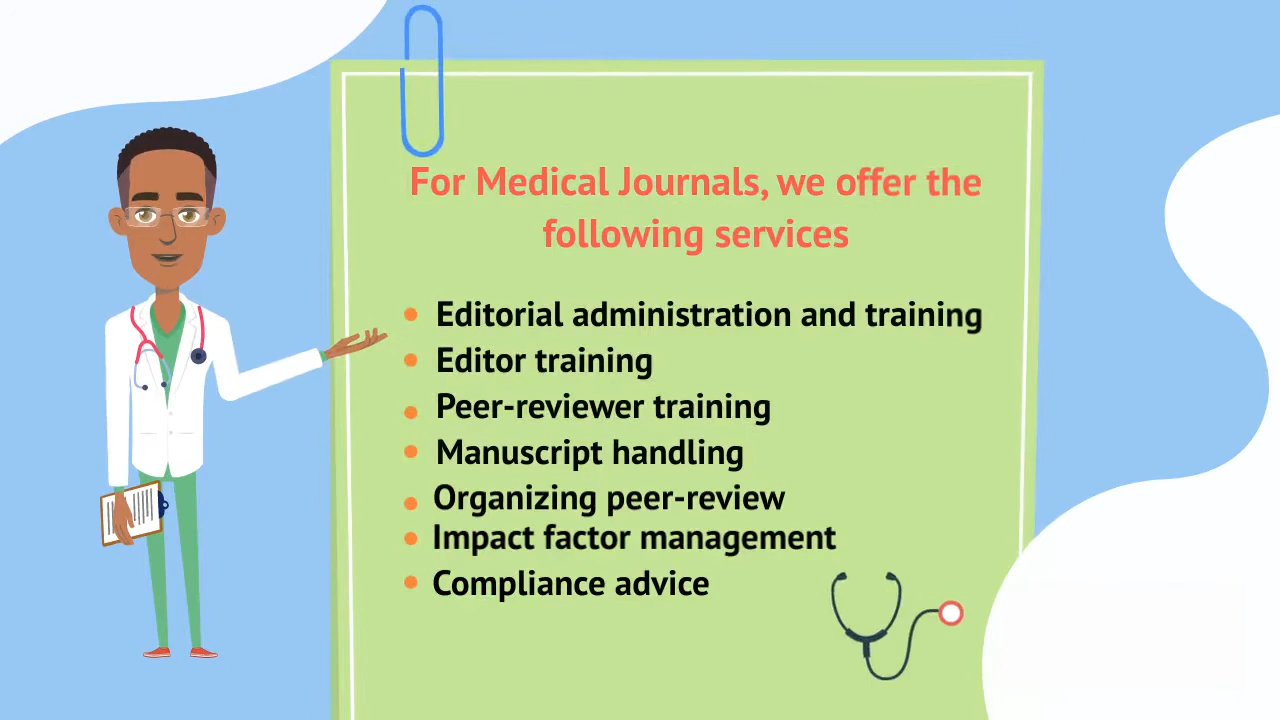 For Medical Journals, we offer the
following services
Editorial administration and training
Editor training
Peer-reviewer training
Manuscript handling
Organizing peer-review
Impact factor management
Compliance advice